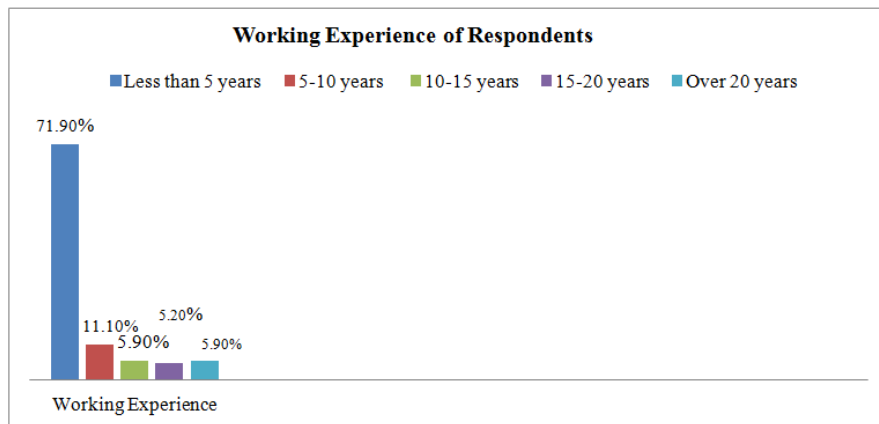 Working Experience of Respondents
Less than 5 years 5-10 years 10-15 years 15-20 years Over 20 years
71.90%
11.10% 5.90% 5.20% 5.90%
Working Experience